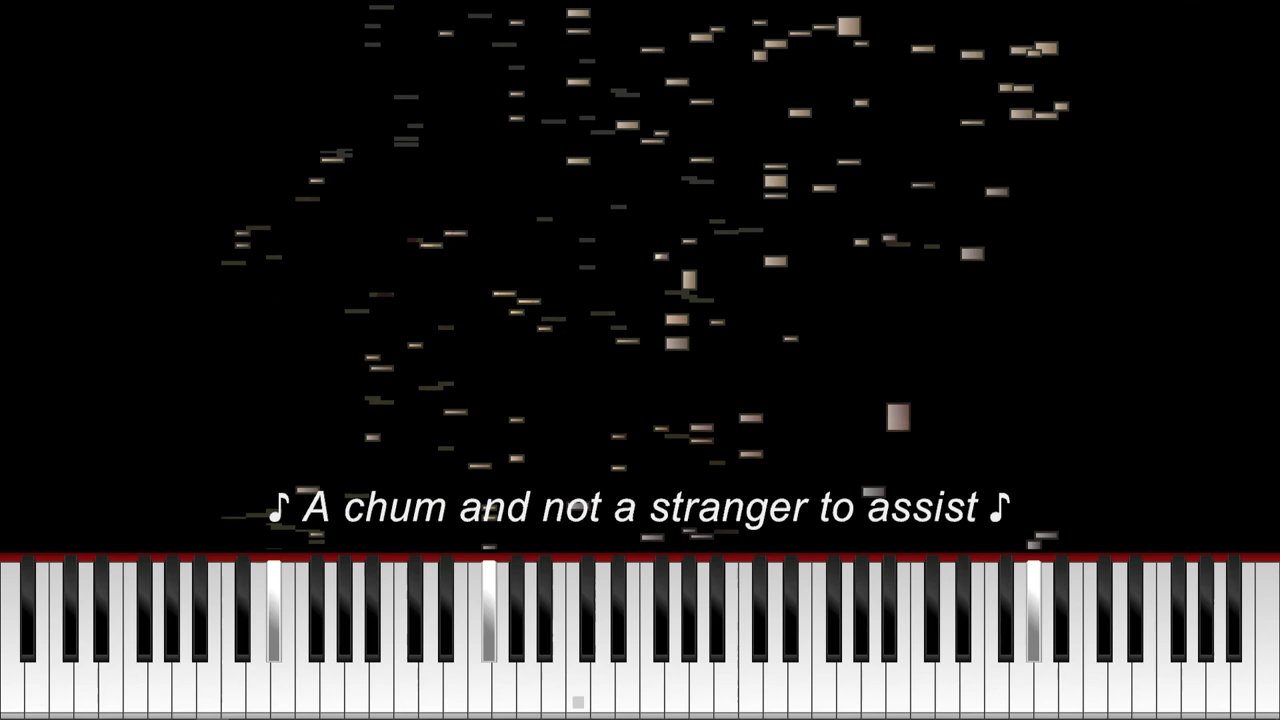 ♪ A chum and not a stranger to assist ♪